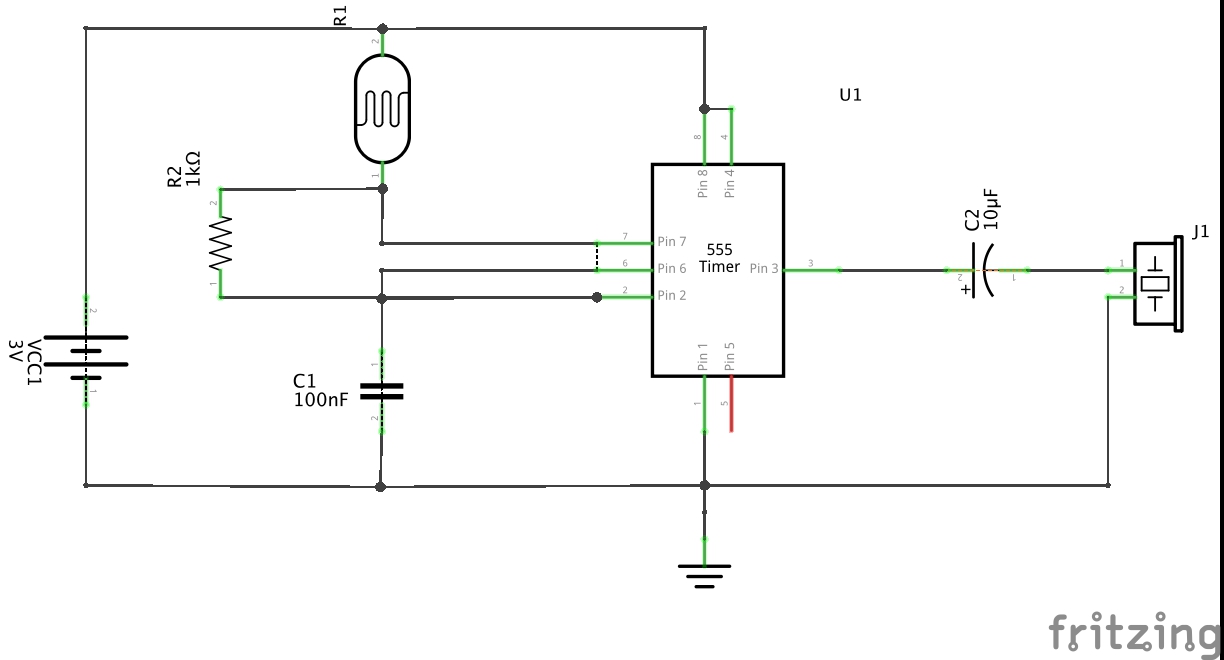 R1
2
1
U1
8
4
Pin 8
Pin 4
R2
1kΩ
2
1
7
Pin 7
6
Pin 6
2
Pin 2
555
Timer
Pin 3
3
C2
10µF
2
1
+
J1
1
2
VCC1
3V
2
1
C1
100nF
1
2
Pin 1
Pin 5
1
5
fritzing